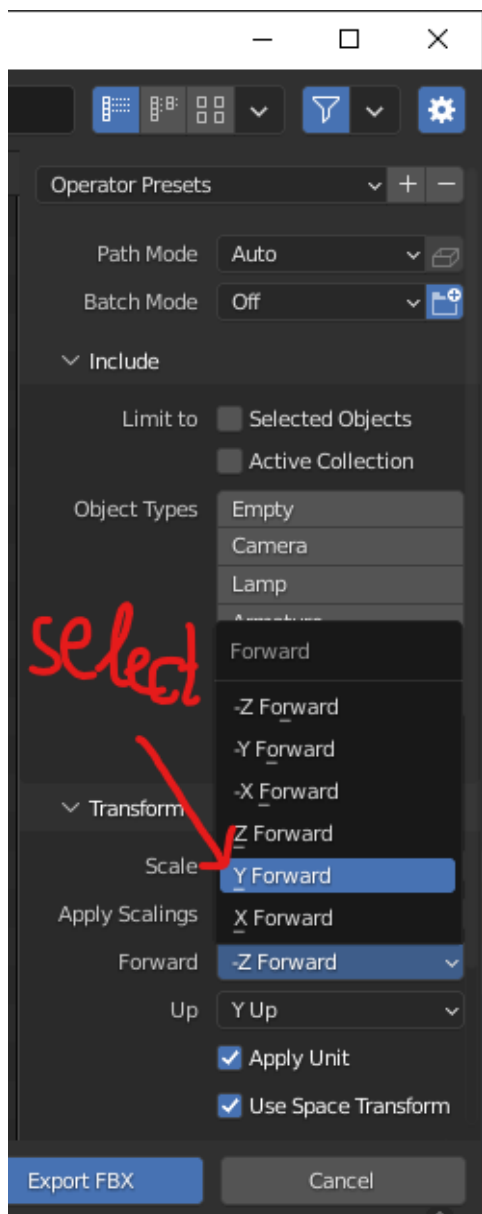 Operator Presets
Path Mode Auto
Batch Mode Off
Include
Limit to Selected Objects
Active Collection
Object Types Empty
Camera
Lamp
select
Forward
-Z Forward
-Y Forward
-X Forward
Transform
Z Forward
Scale
Y Forward
Apply Scalings
X Forward
Forward -Z Forward
Up Y Up
Apply Unit
Use Space Transform
Export FBX Cancel